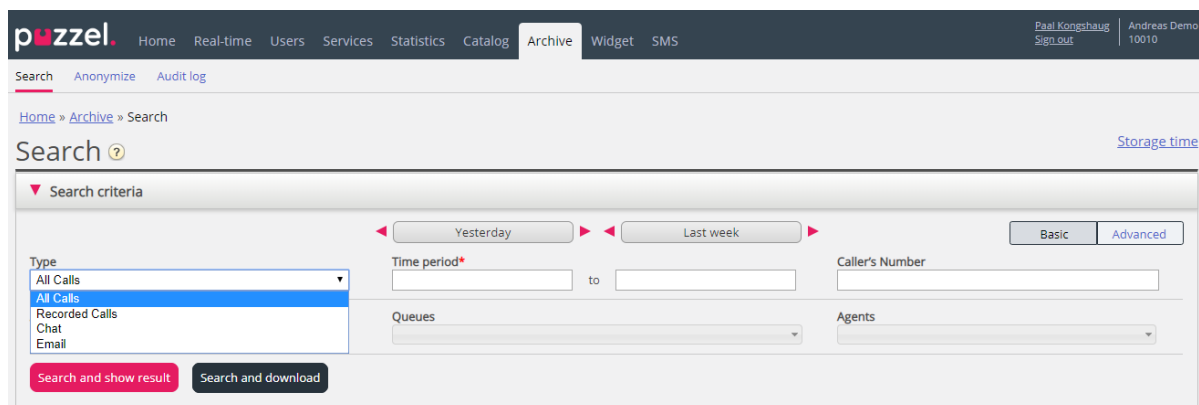 puzzel. Home Real-time Users Services Statistics Catalog Archive Widget SMS
Paal Kongshaug
Sign out
Andreas Demo
10010
Search Anonymize Audit log
Home » Archive » Search
Search ?
Storage time
Search criteria
Yesterday Last week Basic Advanced
Type Time period* Caller's Number
All Calls to
All Calls
Recorded Calls
Chat
Email
Queues Agents
Search and show result Search and download